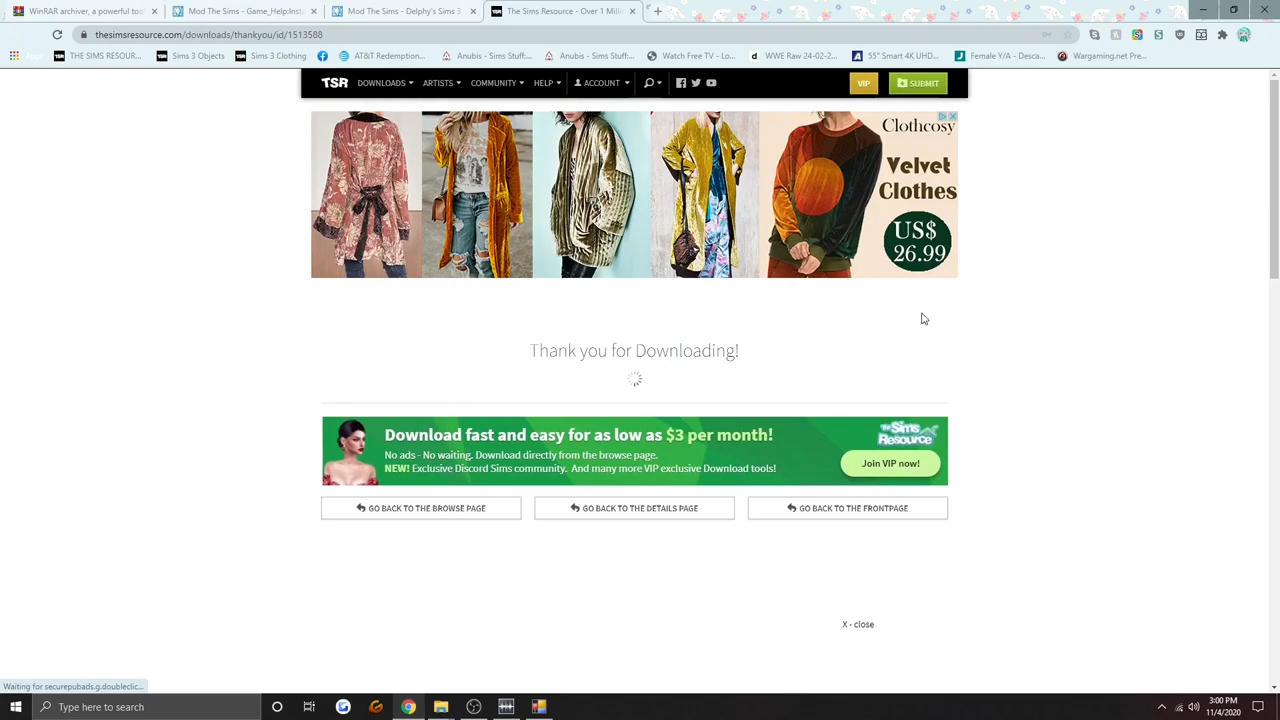 WinRAR archiver, a powerful tool
Mod The Sims - Game_Help:Inst
Mod The Sims - Delphy's Sims 3
The Sims Resource - Over 1 Milli
thesimsresource.com/downloads/thankyou/id/1513588
Apps
THE SIMS RESOUR...
Sims 3 Objects
Sims 3 Clothing
AT&T Redemption...
Anubis - Sims Stuff:...
Anubis - Sims Stuff:...
Watch Free TV - Lo...
WWE Raw 24-02-2...
55" Smart 4K UHD...
Female Y/A - Desca...
Wargaming.net Pre...
TSR
DOWNLOADS
ARTISTS
COMMUNITY
HELP
ACCOUNT
VIP
SUBMIT
Clothcosy
Velvet
Clothes
US$
26.99
Thank you for Downloading!
Download fast and easy for as low as $3 per month!
No ads - No waiting. Download directly from the browse page.
NEW! Exclusive Discord Sims community. And many more VIP exclusive Download tools!
The Sims
Resource
Join VIP now!
GO BACK TO THE BROWSE PAGE
GO BACK TO THE DETAILS PAGE
GO BACK TO THE FRONTPAGE
X - close
Waiting for securepubads.g.doubleclic...
Type here to search
3:00 PM
11/4/2020